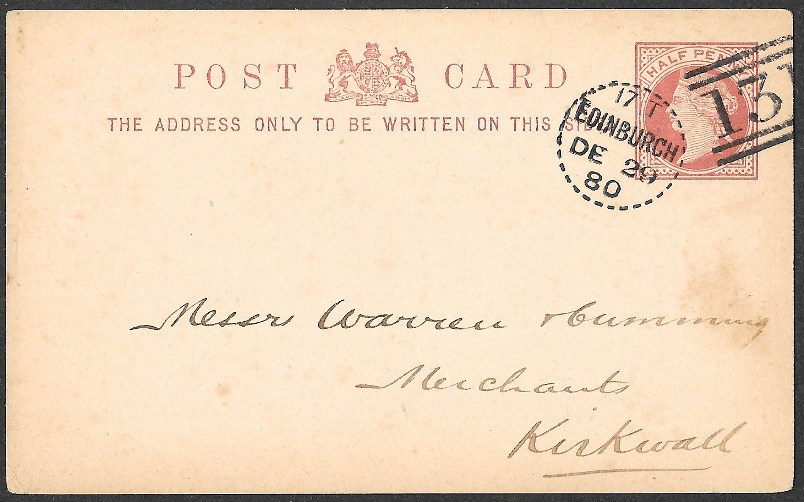 POST CARD
THE ADDRESS ONLY TO BE WRITTEN ON THIS
HALF PENNY
131
17 T
EDINBURGH
DE 29
80
Messrs Warren & Cumming
Merchants
Kirkwall